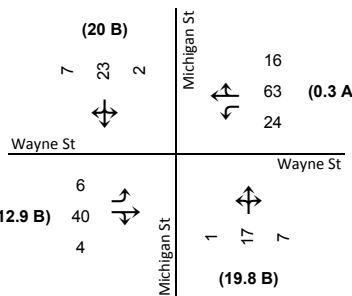 (20 B)
7 23 2
Michigan St
16
63 (0.3 A
24
Wayne St
Wayne St
6
12.9 B) 40
4
Michigan St
1 17 7
(19.8 B)